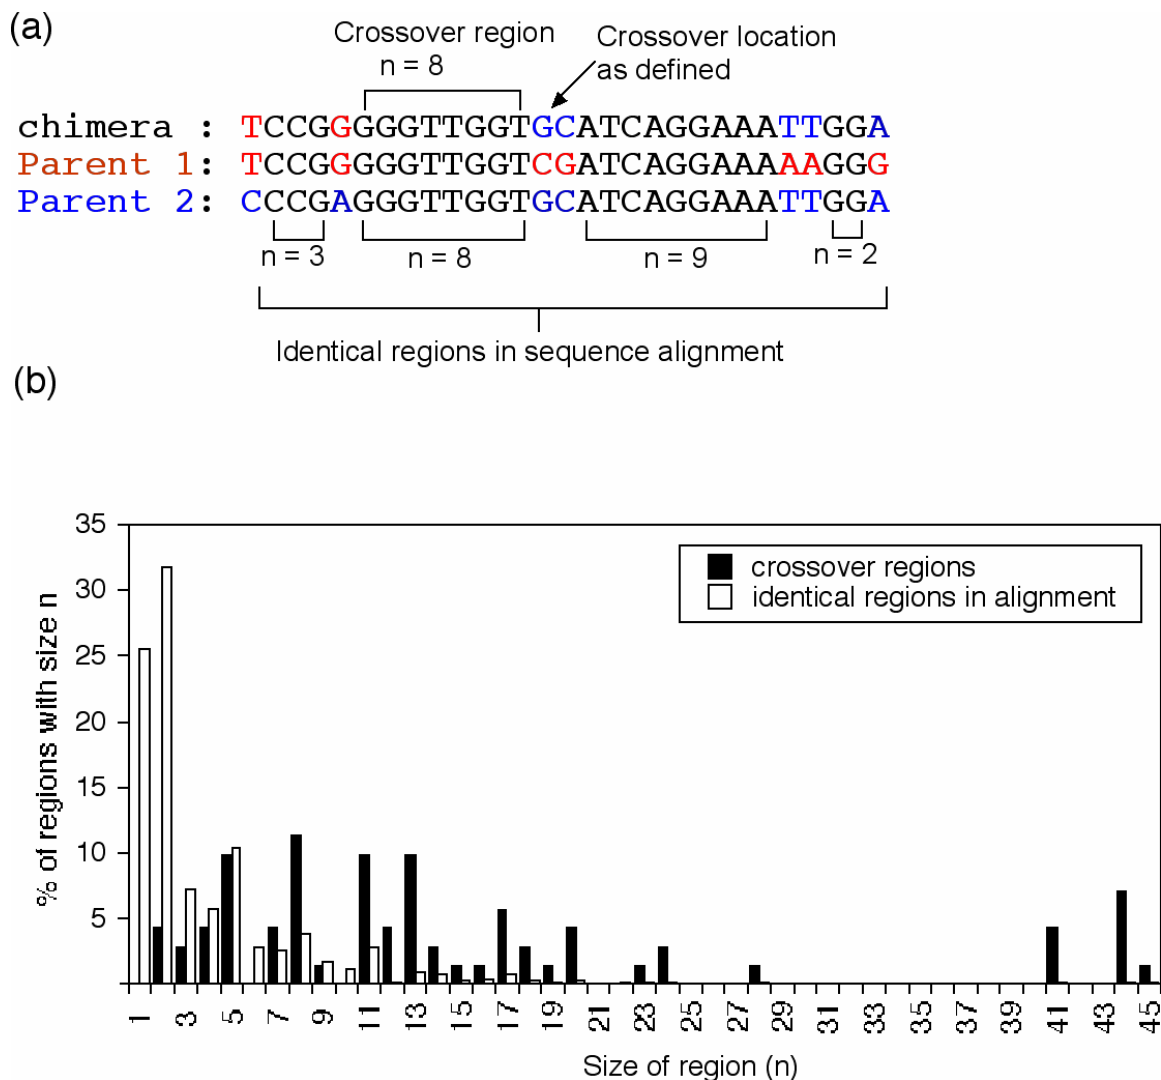 (a)
Crossover region
n = 8
Crossover location
as defined
chimera : TCCGGGGGTTGGTGCATCAGGAAATTGGA
Parent 1: TCCGGGGGTTGGTCGATCAGGAAAAAGGG
Parent 2: CCCGAGGGTTGGTGCATCAGGAAATTGGA
n = 3
n = 8
n = 9
n = 2
Identical regions in sequence alignment
(b)
35
30
25
20
15
10
5
% of regions with size n
crossover regions
identical regions in alignment
1 3 5 7 9 11 13 15 17 19 21 23 25 27 29 31 33 35 37 39 41 43 45
Size of region (n)